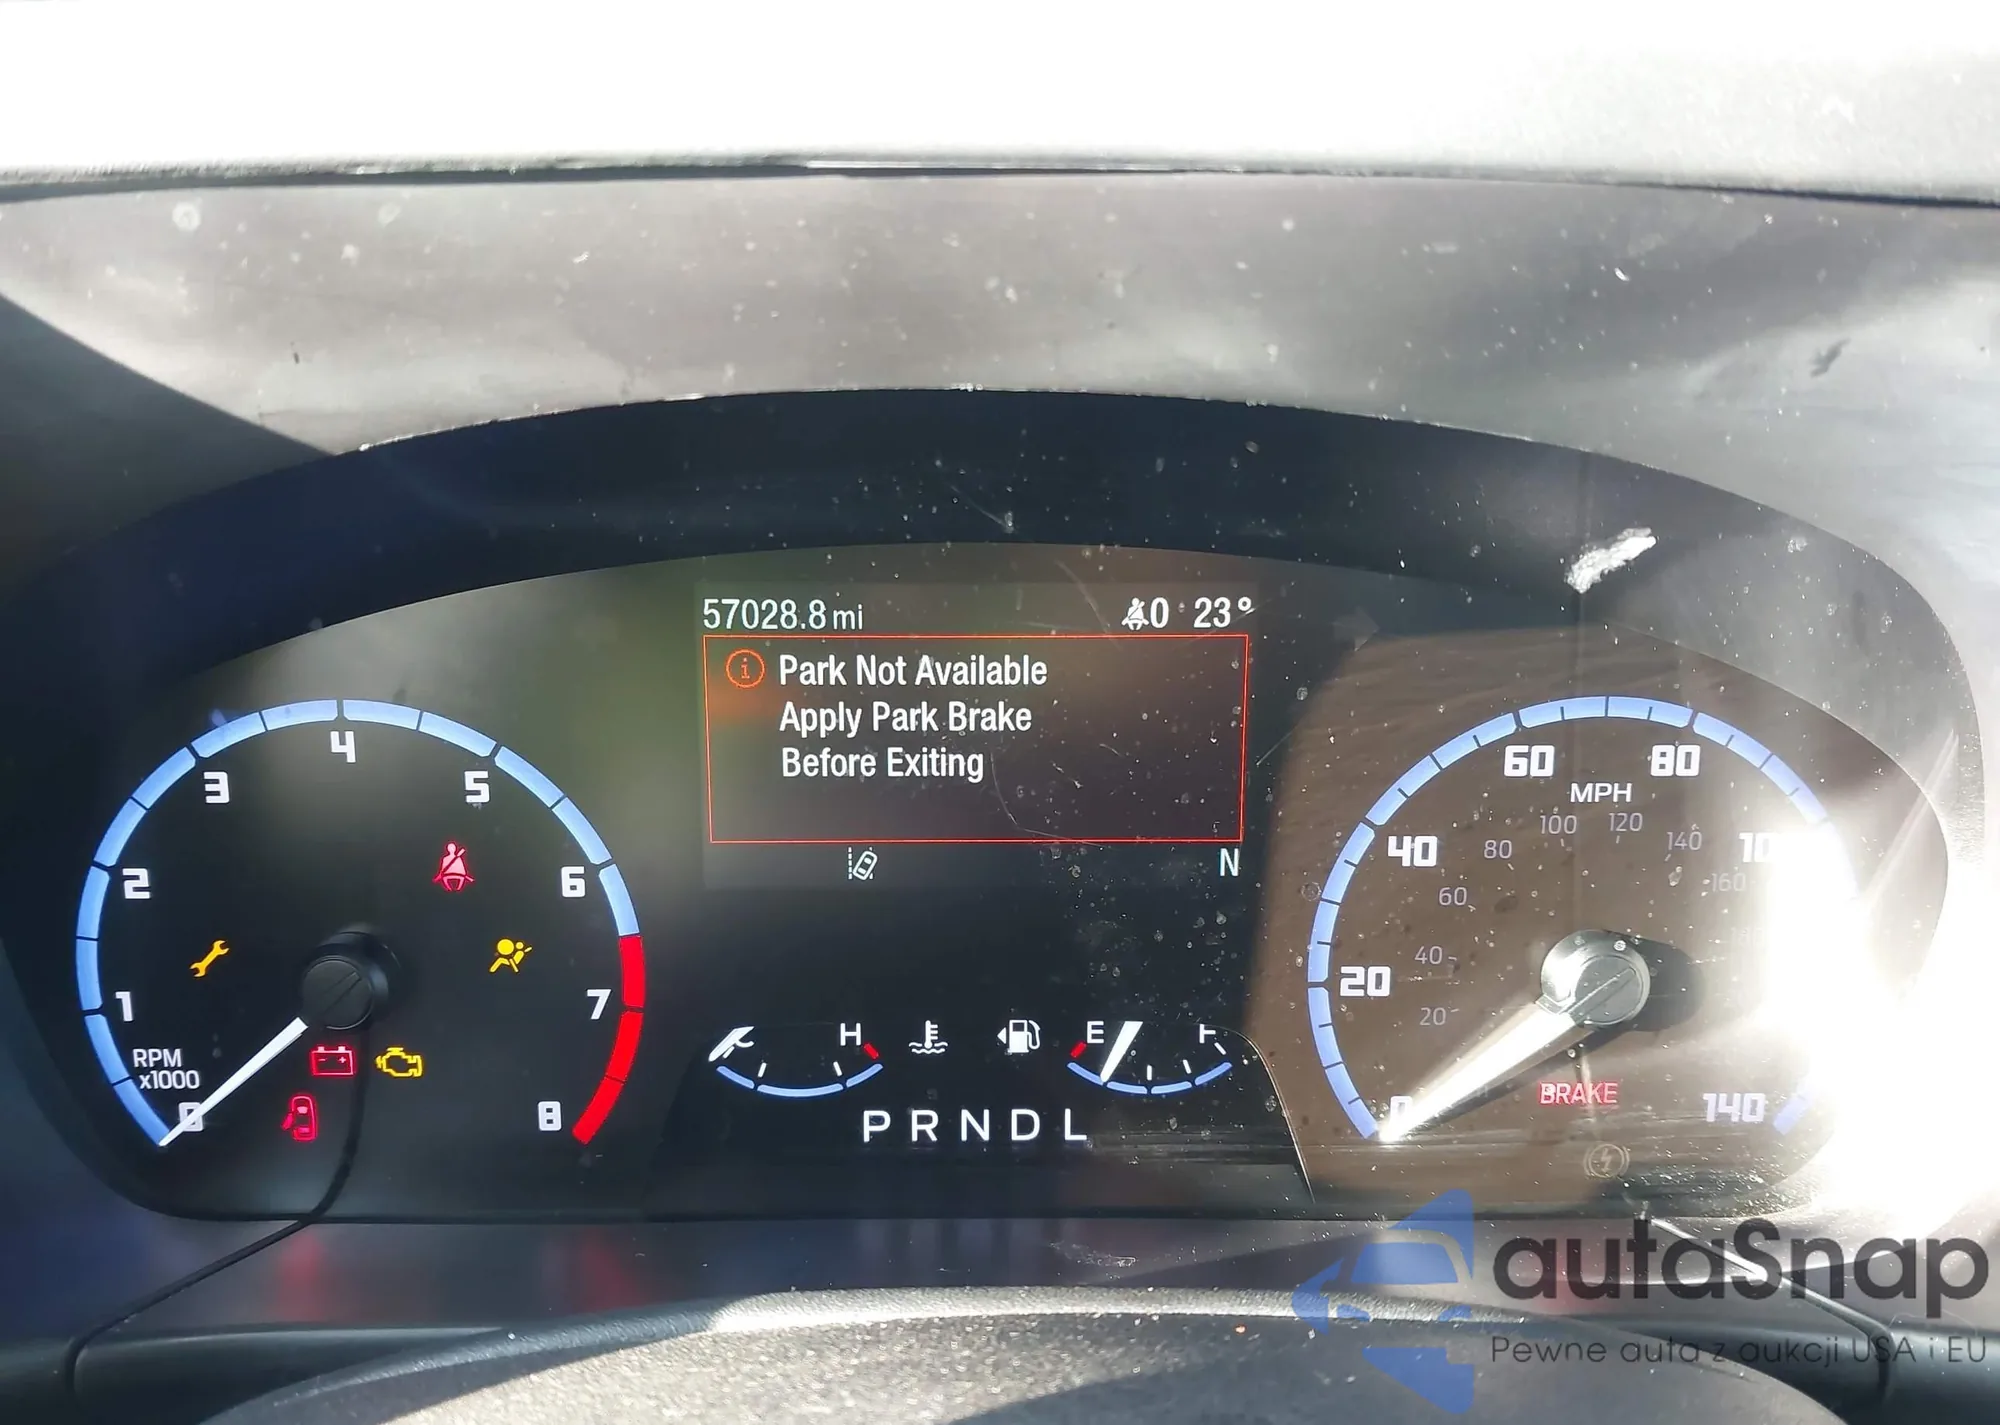 57028.8 mi
0 23°
Park Not Available
Apply Park Brake
Before Exiting
N
4
3
5
2
6
1
7
RPM
x1000
0
8
H
E
F
P R N D L
60
80
MPH
100
120
40
80
140
10
160
60
20
40
20
BRAKE
0
140
autaSnap
Pewne auta z aukcji USA i EU